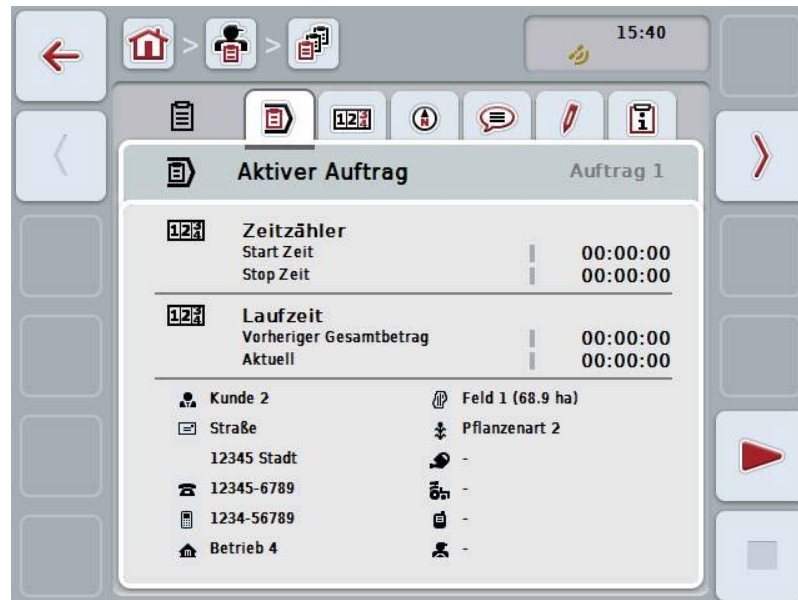 15:40
Aktiver Auftrag Auftrag 1
Zeitzähler
Start Zeit 00:00:00
Stop Zeit 00:00:00
Laufzeit
Vorheriger Gesamtbetrag 00:00:00
Aktuell 00:00:00
Kunde 2 Feld 1 (68.9 ha)
Straße Pflanzenart 2
12345 Stadt -
12345-6789 -
1234-56789 -
Betrieb 4 -